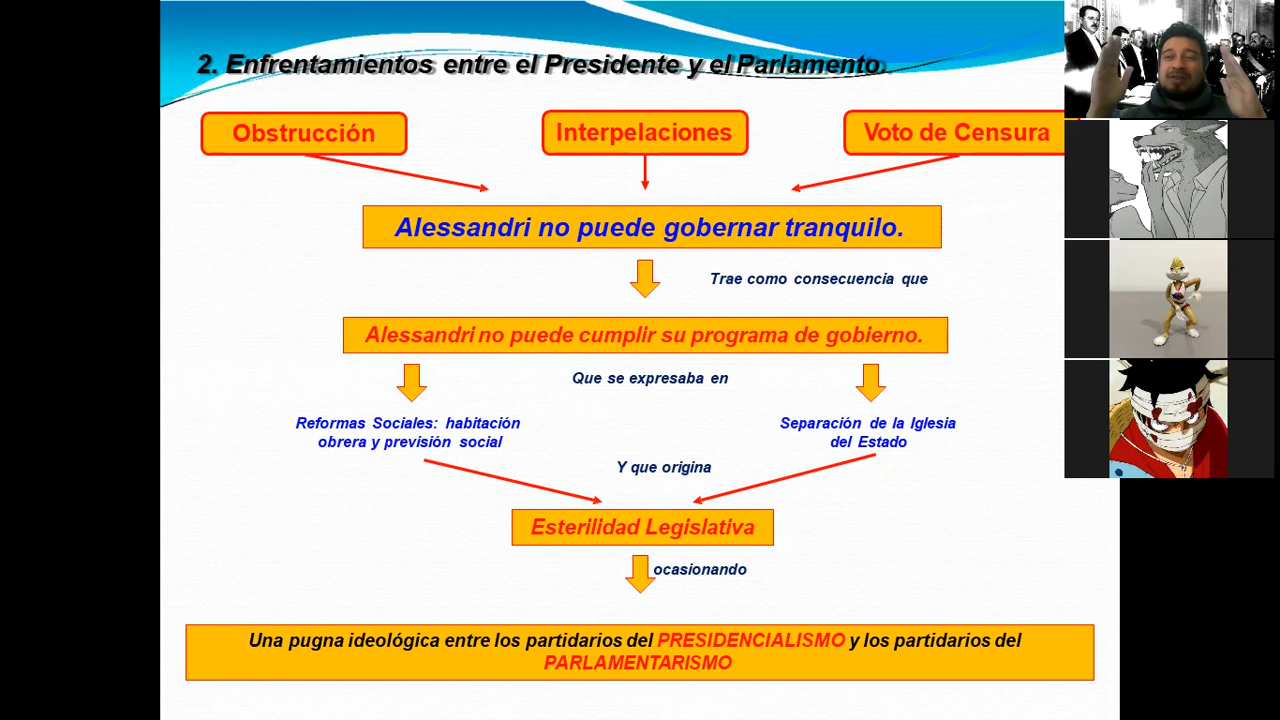 2. Enfrentamientos entre el Presidente y el Parlamento.
Obstrucción
Interpelaciones
Voto de Censura
Alessandri no puede gobernar tranquilo.
Trae como consecuencia que
Alessandri no puede cumplir su programa de gobierno.
Que se expresaba en
Reformas Sociales: habitación
obrera y previsión social
Separación de la Iglesia
del Estado
Y que origina
Esterilidad Legislativa
ocasionando
Una pugna ideológica entre los partidarios del PRESIDENCIALISMO y los partidarios del
PARLAMENTARISMO